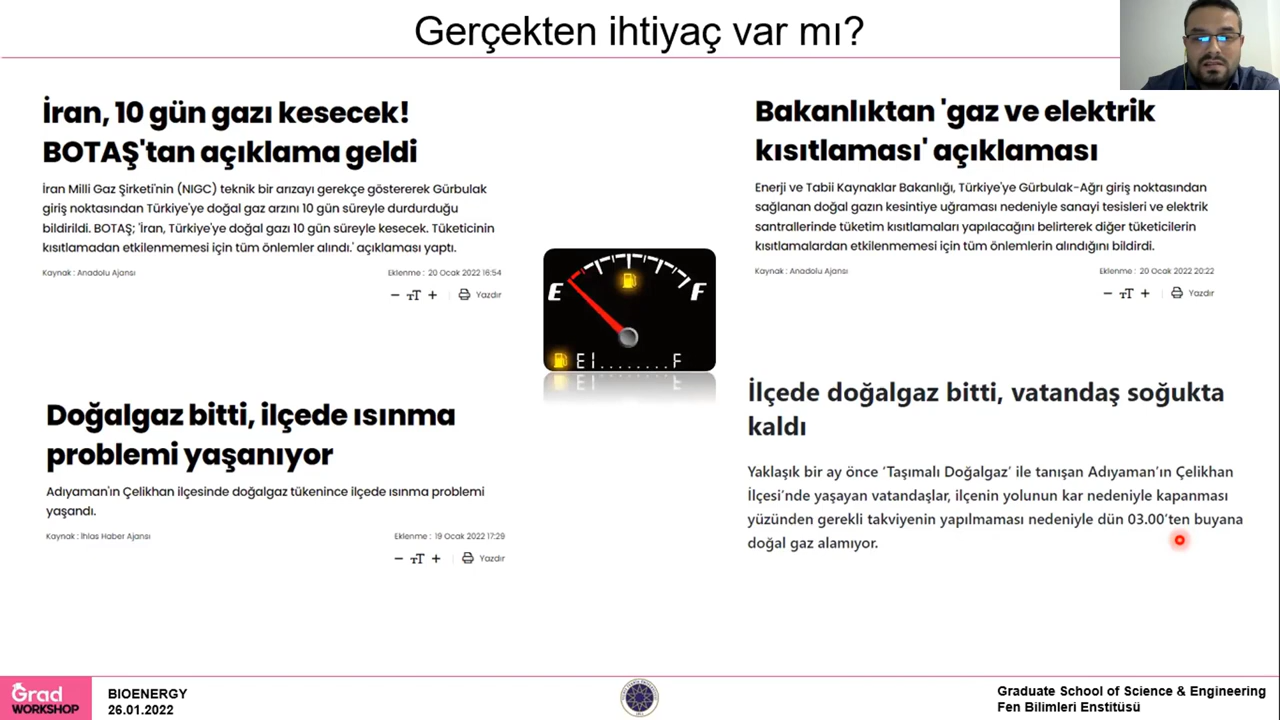 Gerçekten ihtiyaç var mı?
İran, 10 gün gazı kesecek!
BOTAŞ'tan açıklama geldi
İran Milli Gaz Şirketi'nin (NIGC) teknik bir arızayı gerekçe göstererek Gürbulak
giriş noktasından Türkiye'ye doğal gaz arzını 10 gün süreyle durdurduğu
bildirildi. BOTAŞ; 'İran, Türkiye'ye doğal gazı 10 gün süreyle kesecek. Tüketicinin
kısıtlamadan etkilenmemesi için tüm önlemler alındı.' açıklaması yaptı.
Kaynak : Anadolu Ajansı
Eklenme : 20 Ocak 2022 16:54
− TT + Yazdır
Bakanlıktan 'gaz ve elektrik
kısıtlaması' açıklaması
Enerji ve Tabii Kaynaklar Bakanlığı, Türkiye'ye Gürbulak-Ağrı giriş noktasından
sağlanan doğal gazın kesintiye uğraması nedeniyle sanayi tesisleri ve elektrik
santrallerinde tüketim kısıtlamaları yapılacağını belirterek diğer tüketicilerin
kısıtlamalardan etkilenmemesi için tüm önlemlerin alındığını bildirdi.
Kaynak : Anadolu Ajansı
Eklenme : 20 Ocak 2022 20:22
− TT + Yazdır
E F
E I........F
Doğalgaz bitti, ilçede ısınma
problemi yaşanıyor
Adıyaman'ın Çelikhan ilçesinde doğalgaz tükenince ilçede ısınma problemi
yaşandı.
Kaynak : İhlas Haber Ajansı
Eklenme : 19 Ocak 2022 17:29
− TT + Yazdır
İlçede doğalgaz bitti, vatandaş soğukta
kaldı
Yaklaşık bir ay önce ‘Taşımalı Doğalgaz’ ile tanışan Adıyaman’ın Çelikhan
İlçesi’nde yaşayan vatandaşlar, ilçenin yolunun kar nedeniyle kapanması
yüzünden gerekli takviyenin yapılmaması nedeniyle dün 03.00’ten buyana
doğal gaz alamıyor.
Grad
WORKSHOP
BIOENERGY
26.01.2022
Graduate School of Science & Engineering
Fen Bilimleri Enstitüsü